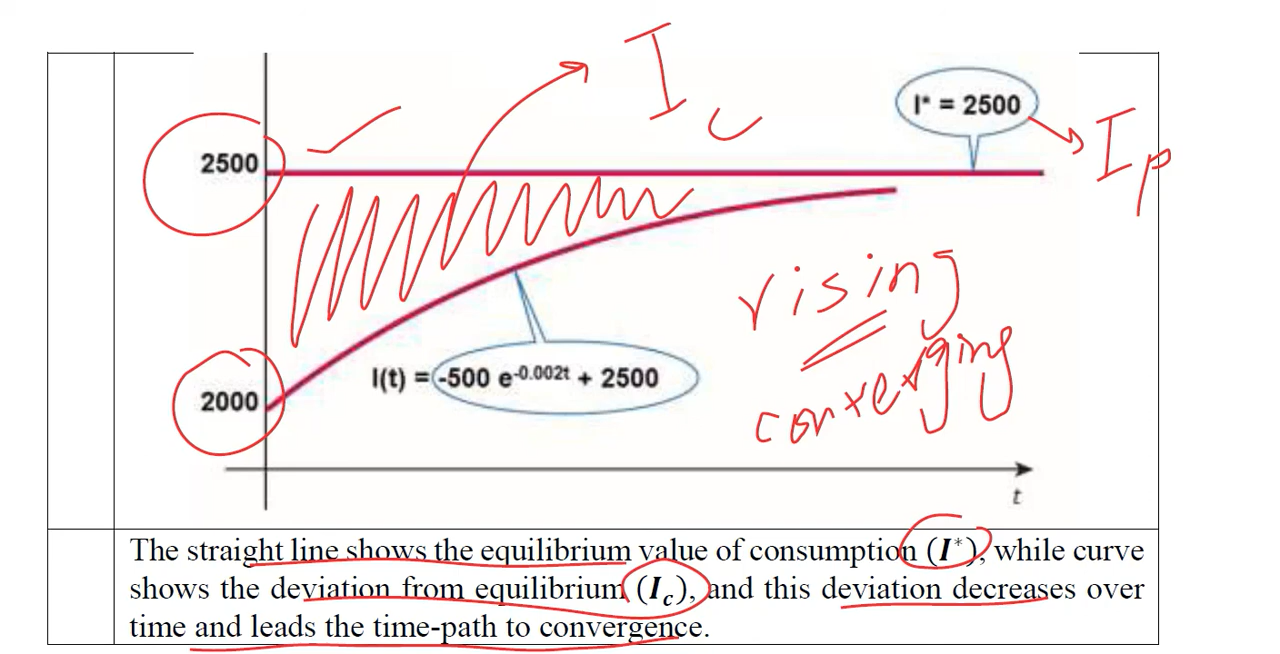 I c
I* = 2500
I p
2500
rising
converging
I(t) = -500 e-0.002t + 2500
2000
t
The straight line shows the equilibrium value of consumption (I*), while curve
shows the deviation from equilibrium (Ic), and this deviation decreases over
time and leads the time-path to convergence.